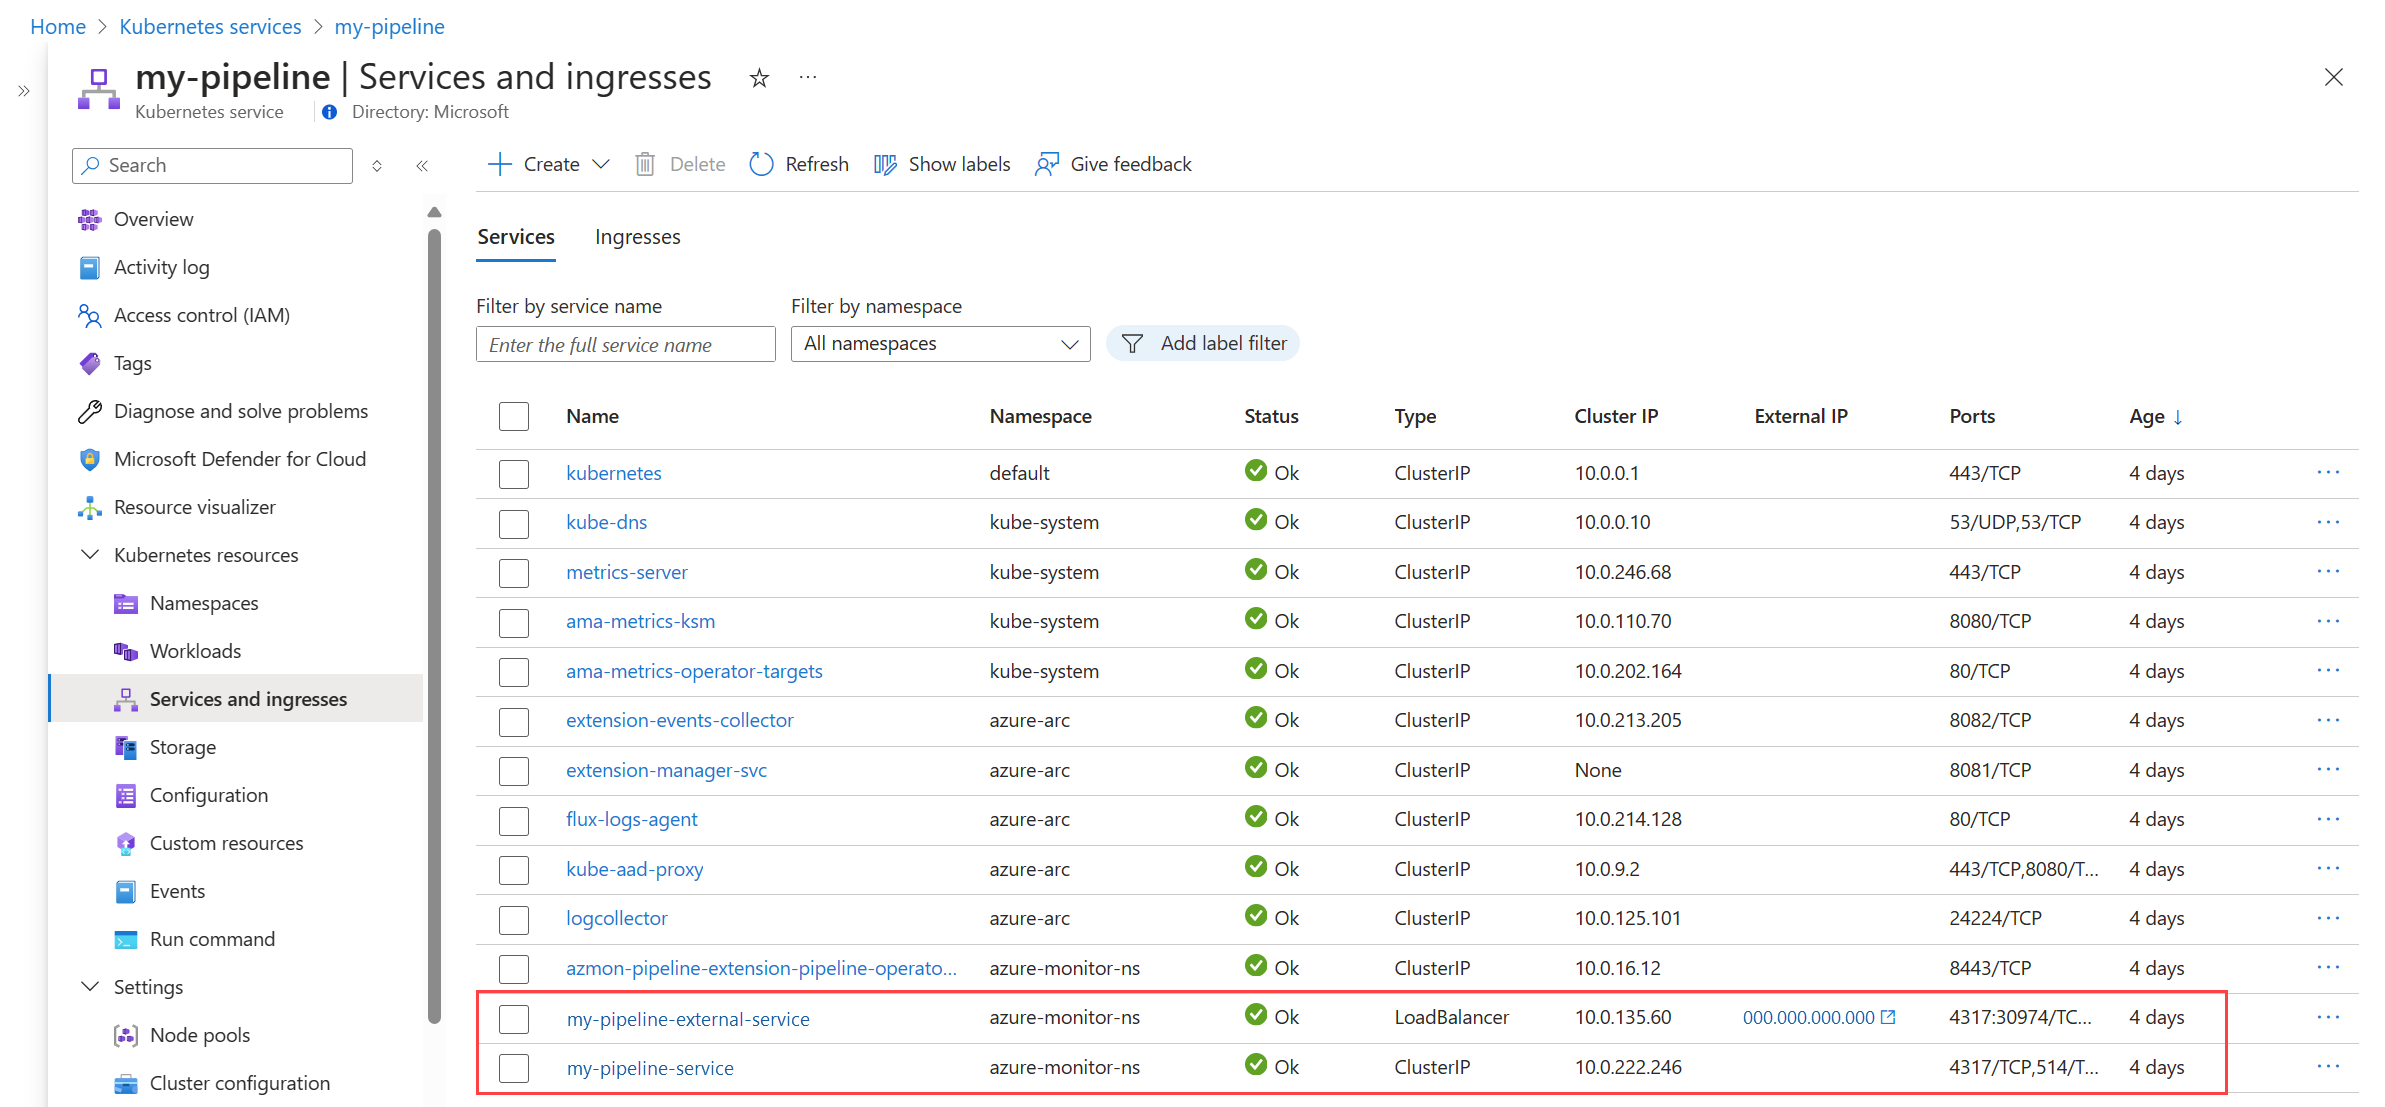 Home > Kubernetes services > my-pipeline
my-pipeline | Services and ingresses
Kubernetes service
Directory: Microsoft
Search
Create
Delete
Refresh
Show labels
Give feedback
Overview
Activity log
Access control (IAM)
Tags
Diagnose and solve problems
Microsoft Defender for Cloud
Resource visualizer
Kubernetes resources
Namespaces
Workloads
Services and ingresses
Storage
Configuration
Custom resources
Events
Run command
Settings
Node pools
Cluster configuration
Services Ingresses
Filter by service name
Enter the full service name
Filter by namespace
All namespaces
Add label filter
Name Namespace Status Type Cluster IP External IP Ports Age ↓
kubernetes default Ok ClusterIP 10.0.0.1 443/TCP 4 days
kube-dns kube-system Ok ClusterIP 10.0.0.10 53/UDP,53/TCP 4 days
metrics-server kube-system Ok ClusterIP 10.0.246.68 443/TCP 4 days
ama-metrics-ksm kube-system Ok ClusterIP 10.0.110.70 8080/TCP 4 days
ama-metrics-operator-targets kube-system Ok ClusterIP 10.0.202.164 80/TCP 4 days
extension-events-collector azure-arc Ok ClusterIP 10.0.213.205 8082/TCP 4 days
extension-manager-svc azure-arc Ok ClusterIP None 8081/TCP 4 days
flux-logs-agent azure-arc Ok ClusterIP 10.0.214.128 80/TCP 4 days
kube-aad-proxy azure-arc Ok ClusterIP 10.0.9.2 443/TCP,8080/T... 4 days
logcollector azure-arc Ok ClusterIP 10.0.125.101 24224/TCP 4 days
azmon-pipeline-extension-pipeline-operato... azure-monitor-ns Ok ClusterIP 10.0.16.12 8443/TCP 4 days
my-pipeline-external-service azure-monitor-ns Ok LoadBalancer 10.0.135.60 000.000.000.000 4317:30974/TC... 4 days
my-pipeline-service azure-monitor-ns Ok ClusterIP 10.0.222.246 4317/TCP,514/T... 4 days